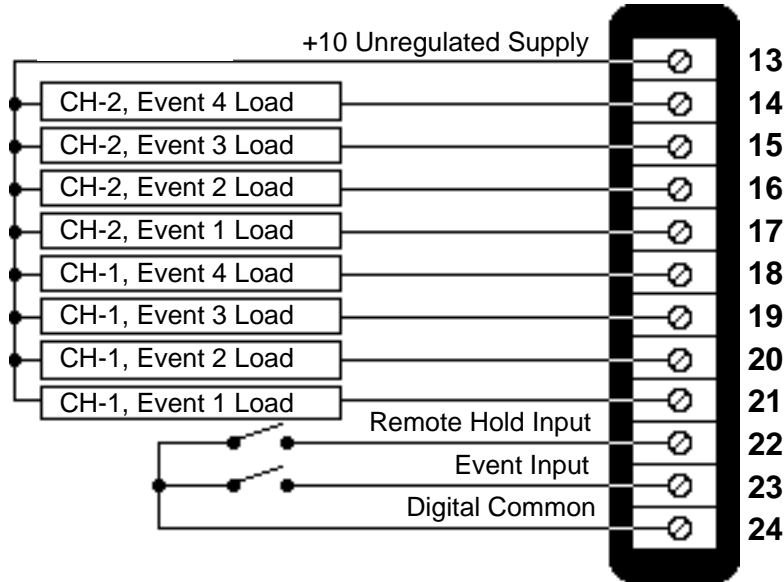 +10 Unregulated Supply 13
CH-2, Event 4 Load 14
CH-2, Event 3 Load 15
CH-2, Event 2 Load 16
CH-2, Event 1 Load 17
CH-1, Event 4 Load 18
CH-1, Event 3 Load 19
CH-1, Event 2 Load 20
CH-1, Event 1 Load 21
Remote Hold Input 22
Event Input 23
Digital Common 24